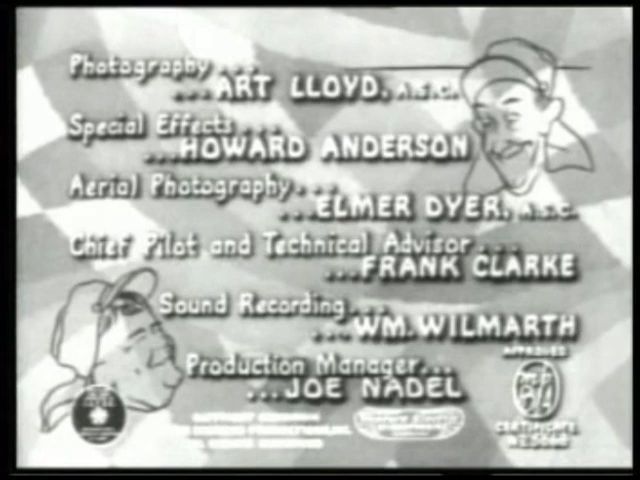 Photography...
...ART LLOYD, A.S.C.
Special Effects...
...HOWARD ANDERSON
Aerial Photography...
...ELMER DYER, A.S.C.
Chief Pilot and Technical Advisor...
...FRANK CLARKE
Sound Recording...
...WM. WILMARTH
Production Manager...
...JOE NADEL
APPROVED
CERTIFICATE